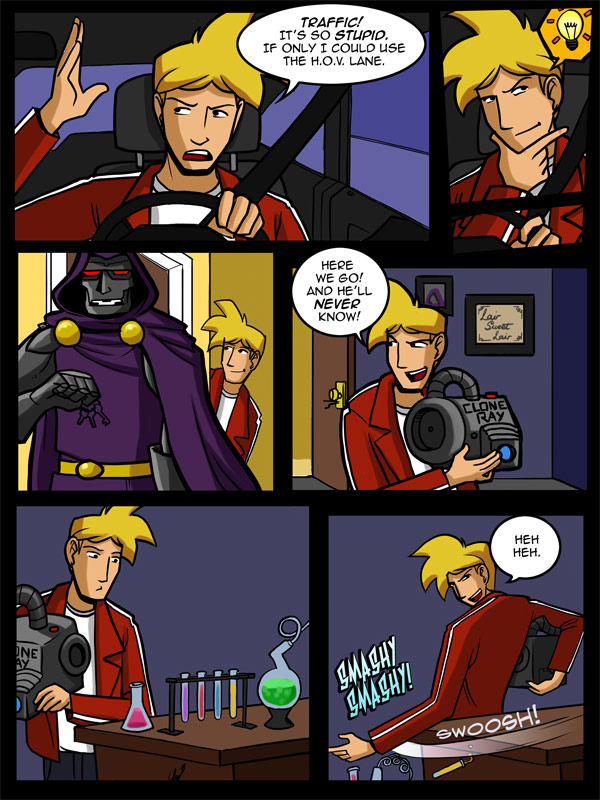 TRAFFIC!
IT'S SO STUPID.
IF ONLY I COULD USE
THE H.O.V. LANE.
HERE
WE GO!
AND HE'LL
NEVER
KNOW!
Lair
Sweet
Lair
CLONE
RAY
ONE
RAY
HEH
HEH.
SMASHY
SMASHY!
SWOOSH!